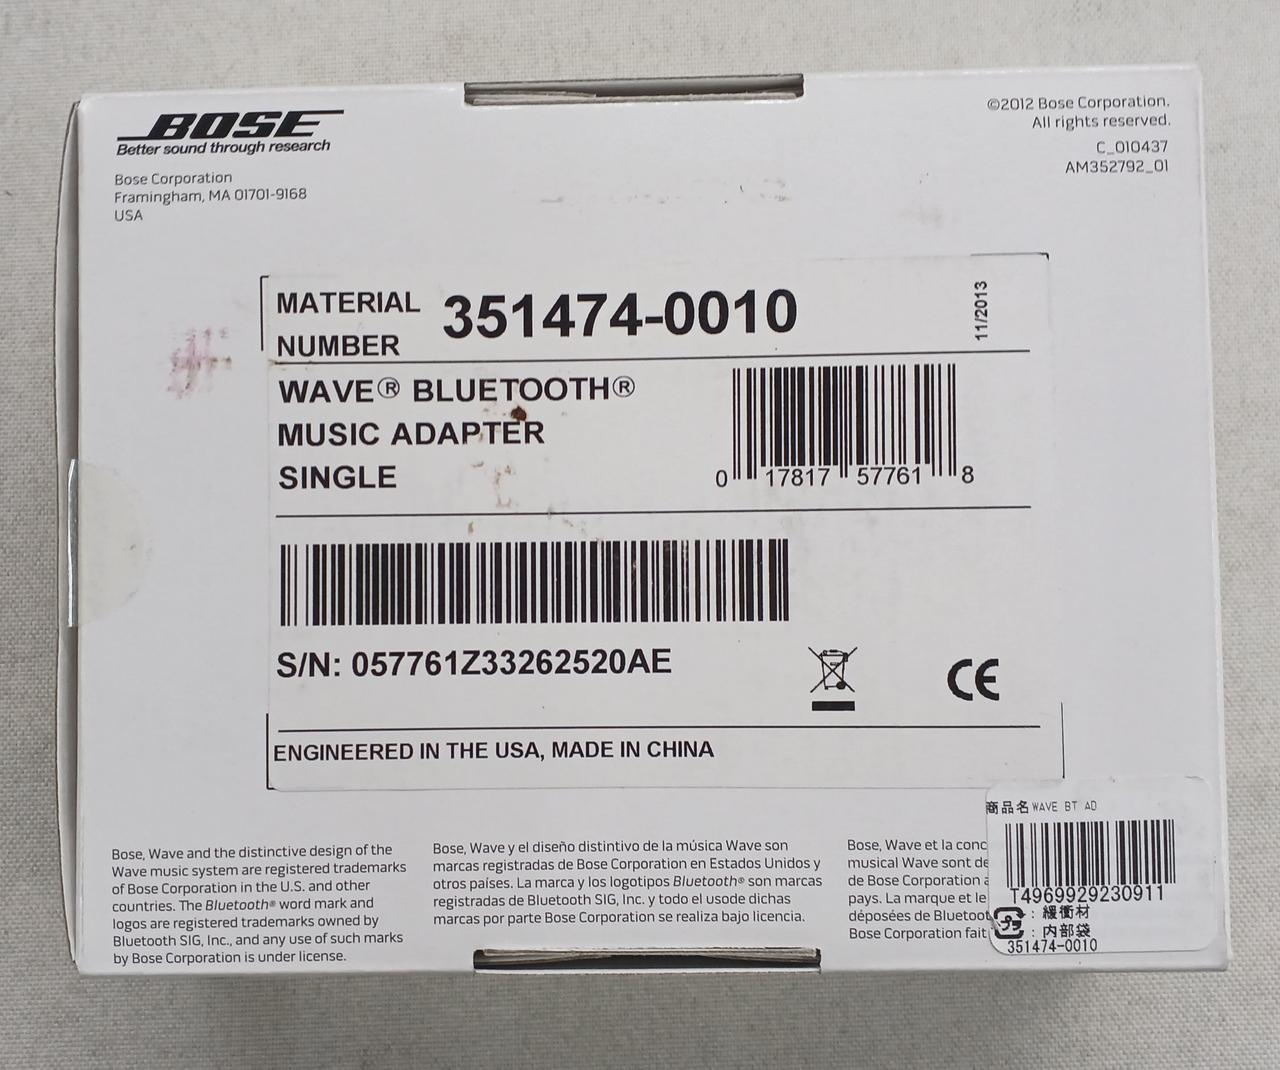 BOSE
Better sound through research
Bose Corporation
Framingham, MA 01701-9168
USA
©2012 Bose Corporation.
All rights reserved.
C_010437
AM352792_01
MATERIAL
NUMBER
351474-0010
11/2013
WAVE® BLUETOOTH®
MUSIC ADAPTER
SINGLE
0 17817 57761 8
S/N: 057761Z33262520AE
CE
ENGINEERED IN THE USA, MADE IN CHINA
Bose, Wave and the distinctive design of the
Wave music system are registered trademarks
of Bose Corporation in the U.S. and other
countries. The Bluetooth® word mark and
logos are registered trademarks owned by
Bluetooth SIG, Inc., and any use of such marks
by Bose Corporation is under license.
Bose, Wave y el diseño distintivo de la música Wave son
marcas registradas de Bose Corporation en Estados Unidos y
otros países. La marca y los logotipos Bluetooth® son marcas
registradas de Bluetooth SIG, Inc. y todo el usode dichas
marcas por parte Bose Corporation se realiza bajo licencia.
Bose, Wave et la conc
musical Wave sont de
de Bose Corporation a
pays. La marque et le
déposées de Bluetoot
Bose Corporation fait
商品名WAVE BT AD
T4969929230911
プラ : 緩衝材
: 内部袋
351474-0010